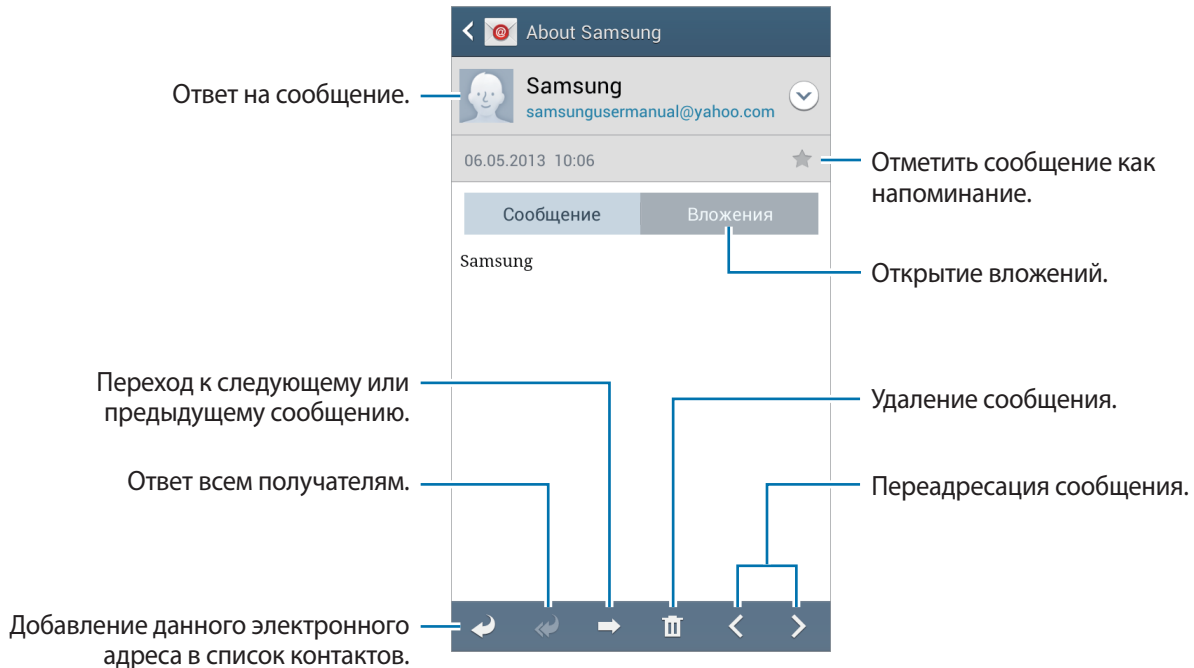 About Samsung
Ответ на сообщение.
Samsung
samsungusermanual@yahoo.com
06.05.2013 10:06
Отметить сообщение как
напоминание.
Сообщение
Вложения
Samsung
Открытие вложений.
Переход к следующему или
предыдущему сообщению.
Удаление сообщения.
Ответ всем получателям.
Переадресация сообщения.
Добавление данного электронного
адреса в список контактов.